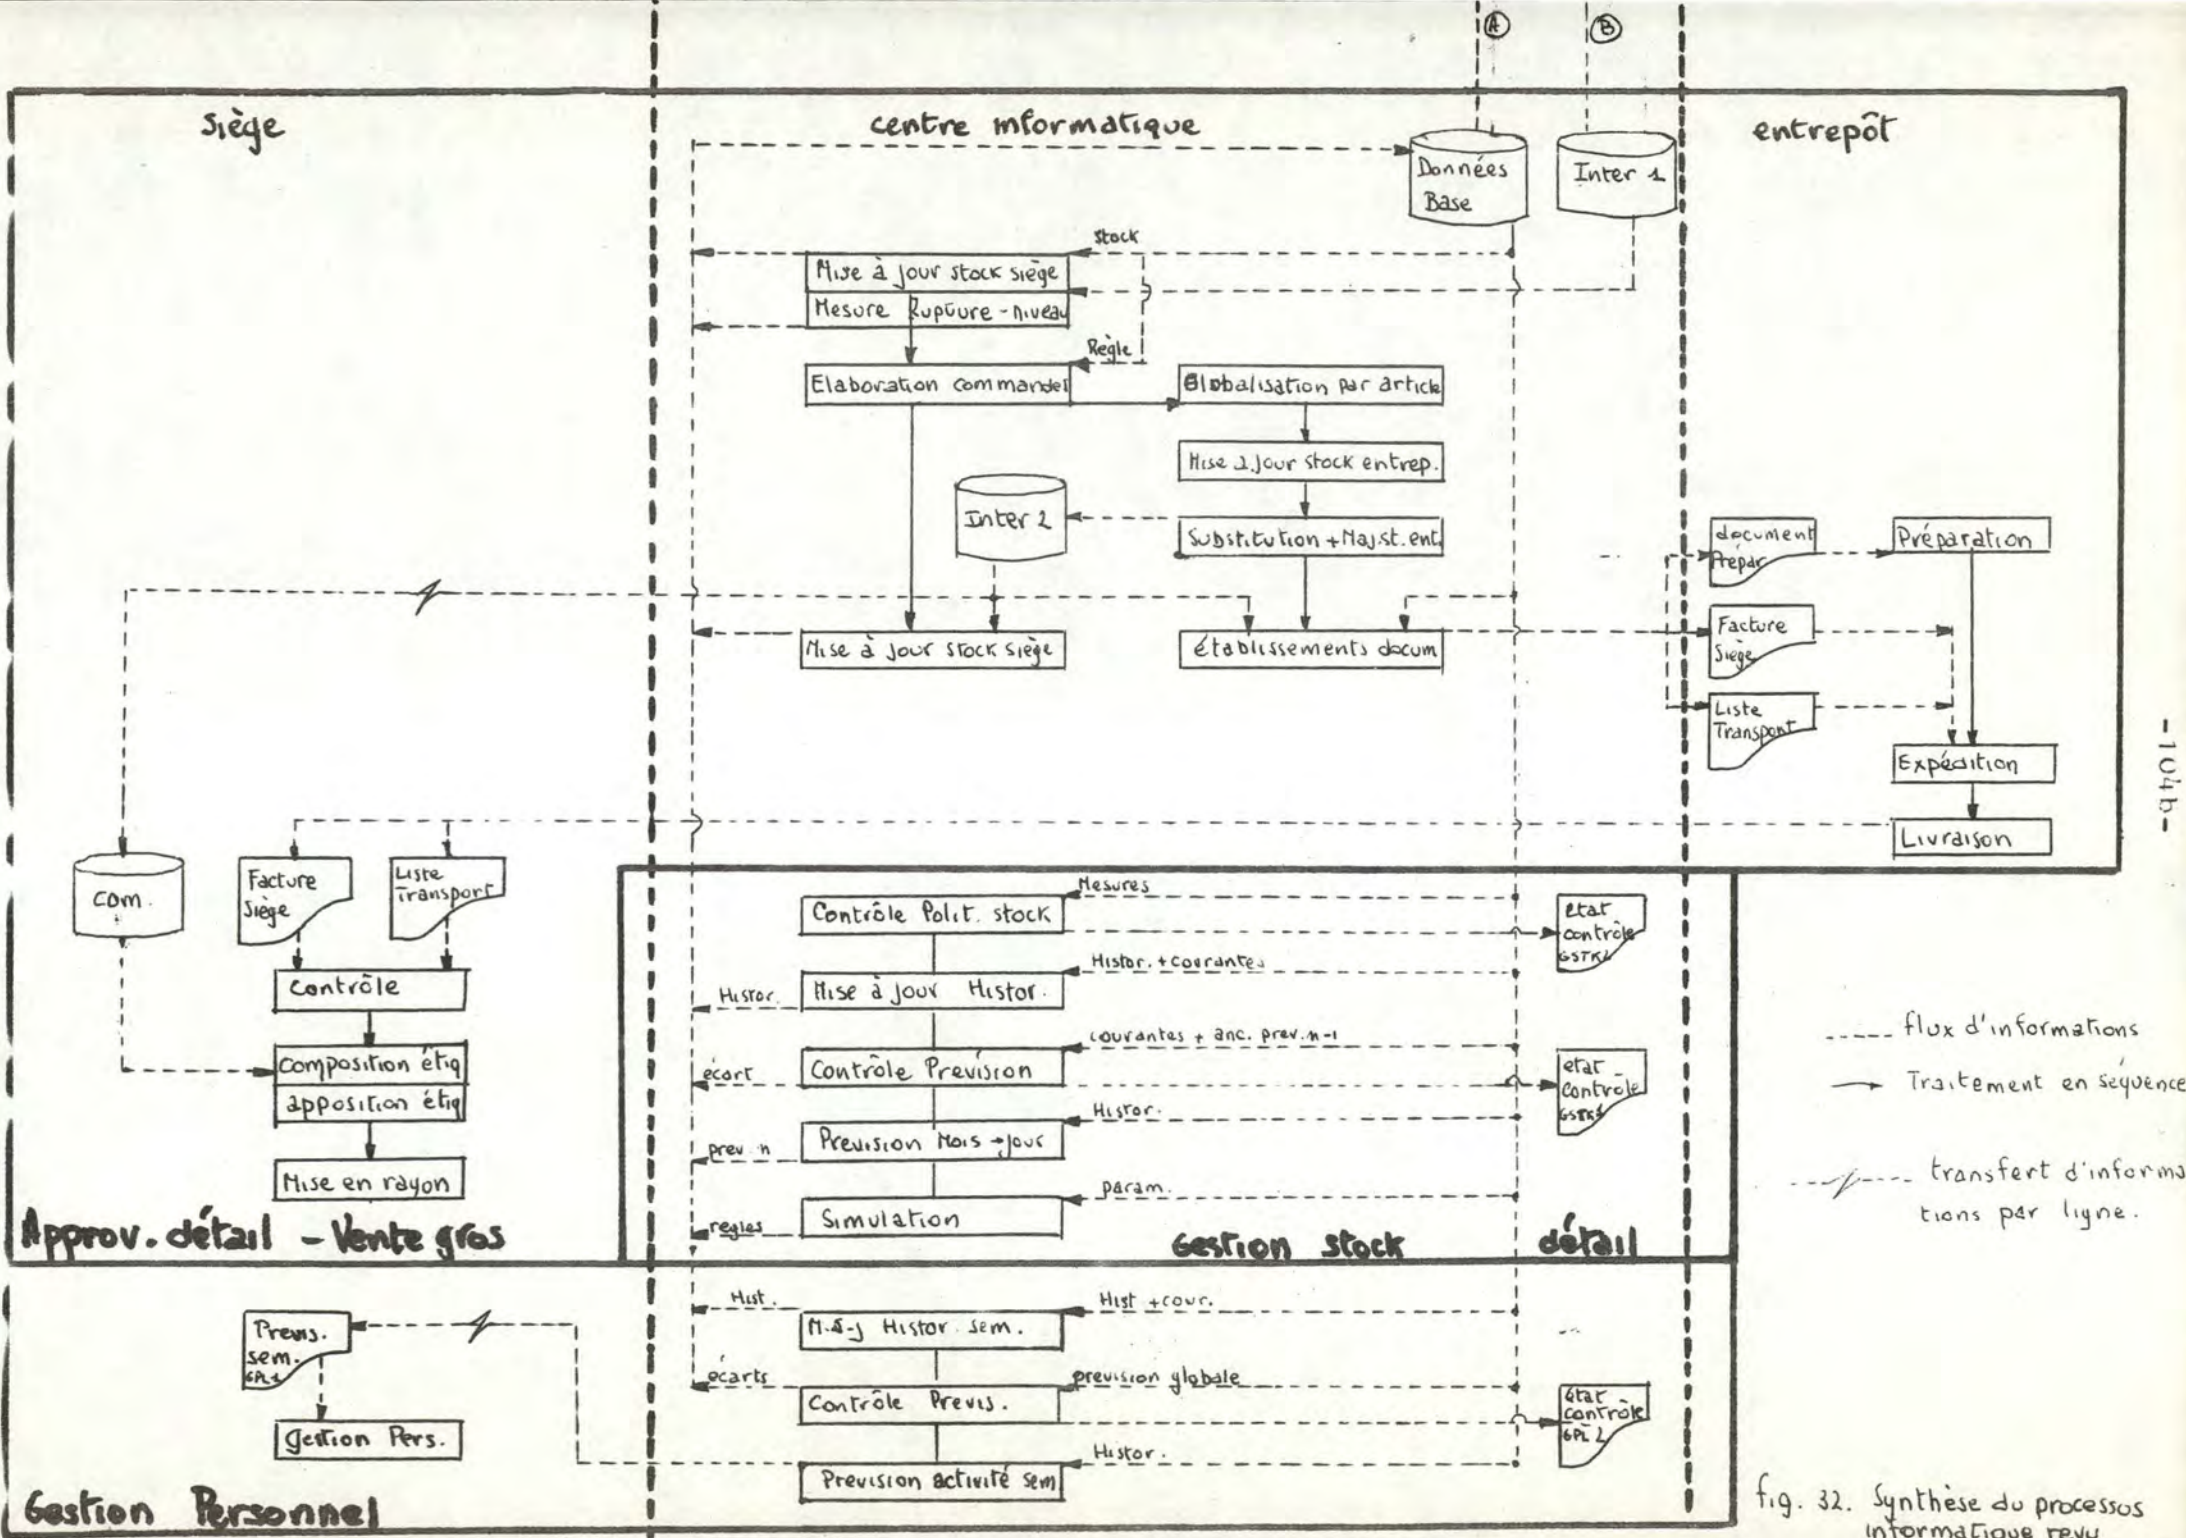 A
B
siège
centre informatique
entrepôt
Données
Base
Inter 1
Stock
Mise à jour stock siège
Mesure Rupture - niveau
Règle
Elaboration commandes
Globalisation par article
Mise à jour stock entrep.
Inter 2
Substitution + Maj.st.ent.
document
Prépar.
Préparation
Facture
Siège
Mise à jour stock siège
établissements docum
Liste
Transport
Expédition
Livraison
-104b-
com.
Facture
Siège
Liste
Transport
Contrôle
composition étiq
apposition étiq
Mise en rayon
Approv. détail - Vente gros
Mesures
Contrôle Polit. stock
etat
contrôle
Histor. + courantes
Histor.
Mise à jour Histor.
courantes + anc. prev. n-1
écart
Contrôle Prevision
etat
contrôle
Histor.
Prevision Mois → jour
prev n
param.
Simulation
regles
Gestion stock détail
flux d'informations
Traitement en séquence
transfert d'informa
tions par ligne.
Hist.
Hist + cour.
M-à-j Histor. sem.
Previs.
sem.
GPL1
écarts
prevision globale
Contrôle Previs.
état
contrôle
GPL2
gestion Pers.
Histor.
Prevision activité sem
Gestion Personnel
fig. 32. Synthèse du processus
informatique revu